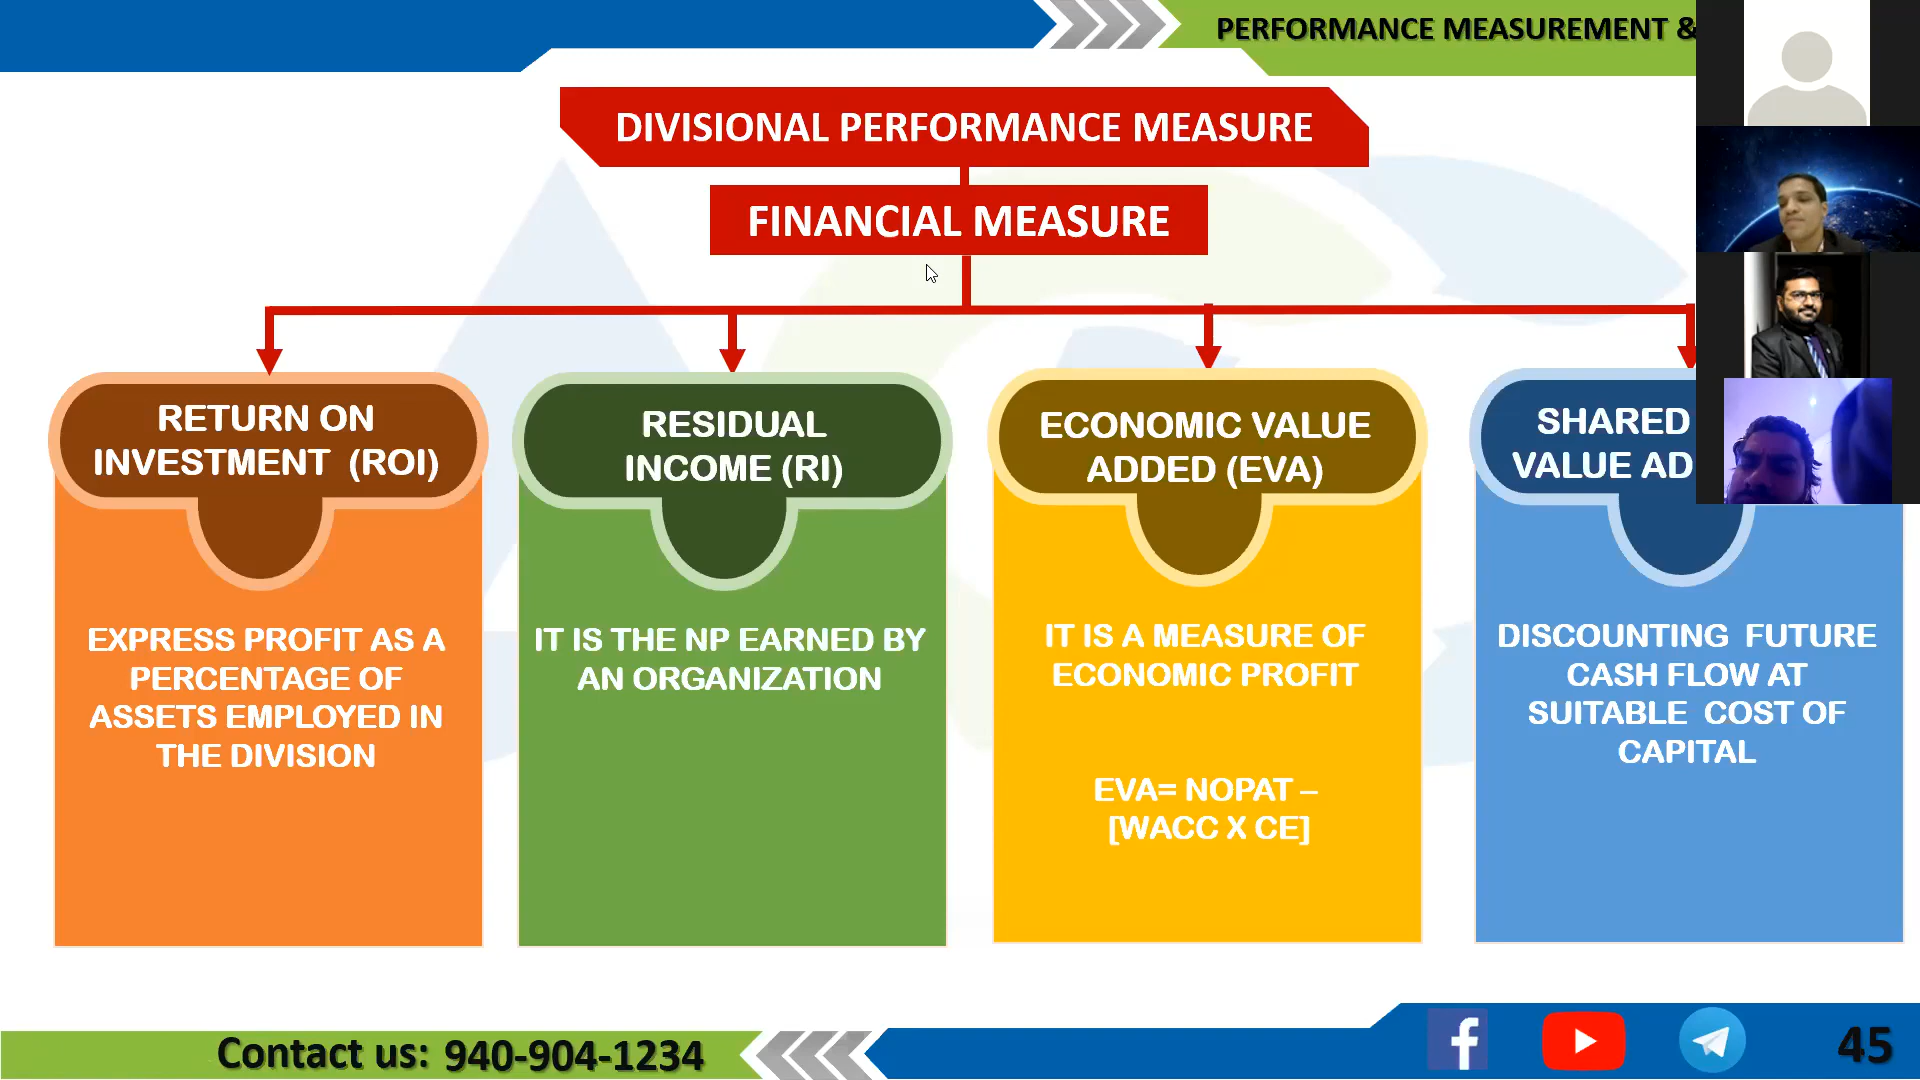 PERFORMANCE MEASUREMENT &
DIVISIONAL PERFORMANCE MEASURE
FINANCIAL MEASURE
RETURN ON
INVESTMENT (ROI)
EXPRESS PROFIT AS A
PERCENTAGE OF
ASSETS EMPLOYED IN
THE DIVISION
RESIDUAL
INCOME (RI)
IT IS THE NP EARNED BY
AN ORGANIZATION
ECONOMIC VALUE
ADDED (EVA)
IT IS A MEASURE OF
ECONOMIC PROFIT
EVA= NOPAT –
[WACC X CE]
SHARED
VALUE AD
DISCOUNTING FUTURE
CASH FLOW AT
SUITABLE COST OF
CAPITAL
Contact us: 940-904-1234
45